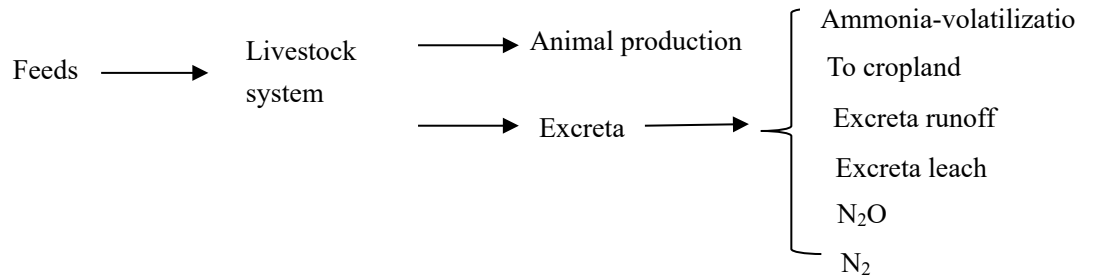 Feeds
Livestock
system
Animal production
Excreta
Ammonia-volatilizatio
To cropland
Excreta runoff
Excreta leach
N₂O
N₂